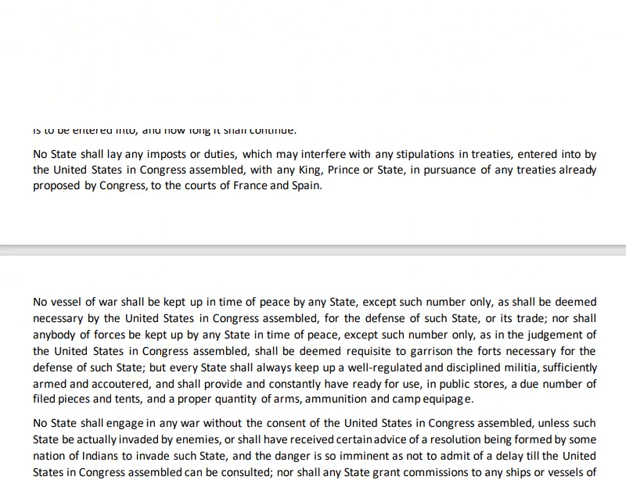 is to be entered into, and how long it shall continue.
No State shall lay any imposts or duties, which may interfere with any stipulations in treaties, entered into by
the United States in Congress assembled, with any King, Prince or State, in pursuance of any treaties already
proposed by Congress, to the courts of France and Spain.
No vessel of war shall be kept up in time of peace by any State, except such number only, as shall be deemed
necessary by the United States in Congress assembled, for the defense of such State, or its trade; nor shall
anybody of forces be kept up by any State in time of peace, except such number only, as in the judgement of
the United States in Congress assembled, shall be deemed requisite to garrison the forts necessary for the
defense of such State; but every State shall always keep up a well-regulated and disciplined militia, sufficiently
armed and accoutered, and shall provide and constantly have ready for use, in public stores, a due number of
filed pieces and tents, and a proper quantity of arms, ammunition and camp equipage.
No State shall engage in any war without the consent of the United States in Congress assembled, unless such
State be actually invaded by enemies, or shall have received certain advice of a resolution being formed by some
nation of Indians to invade such State, and the danger is so imminent as not to admit of a delay till the United
States in Congress assembled can be consulted; nor shall any State grant commissions to any ships or vessels of